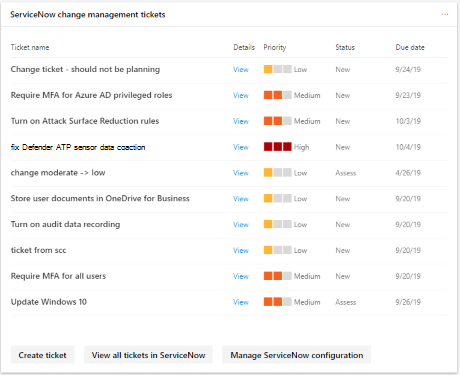 ServiceNow change management tickets ...
Ticket name Details Priority Status Due date
Change ticket - should not be planning View Low New 9/24/19
Require MFA for Azure AD privileged roles View Medium New 9/23/19
Turn on Attack Surface Reduction rules View Medium New 10/3/19
fix Defender ATP sensor data coaction View High New 10/4/19
change moderate -> low View Low Assess 4/26/19
Store user documents in OneDrive for Business View Low New 9/20/19
Turn on audit data recording View Low New 9/20/19
ticket from scc View Low New 9/20/19
Require MFA for all users View Medium New 9/20/19
Update Windows 10 View Medium Assess 9/26/19
Create ticket View all tickets in ServiceNow Manage ServiceNow configuration